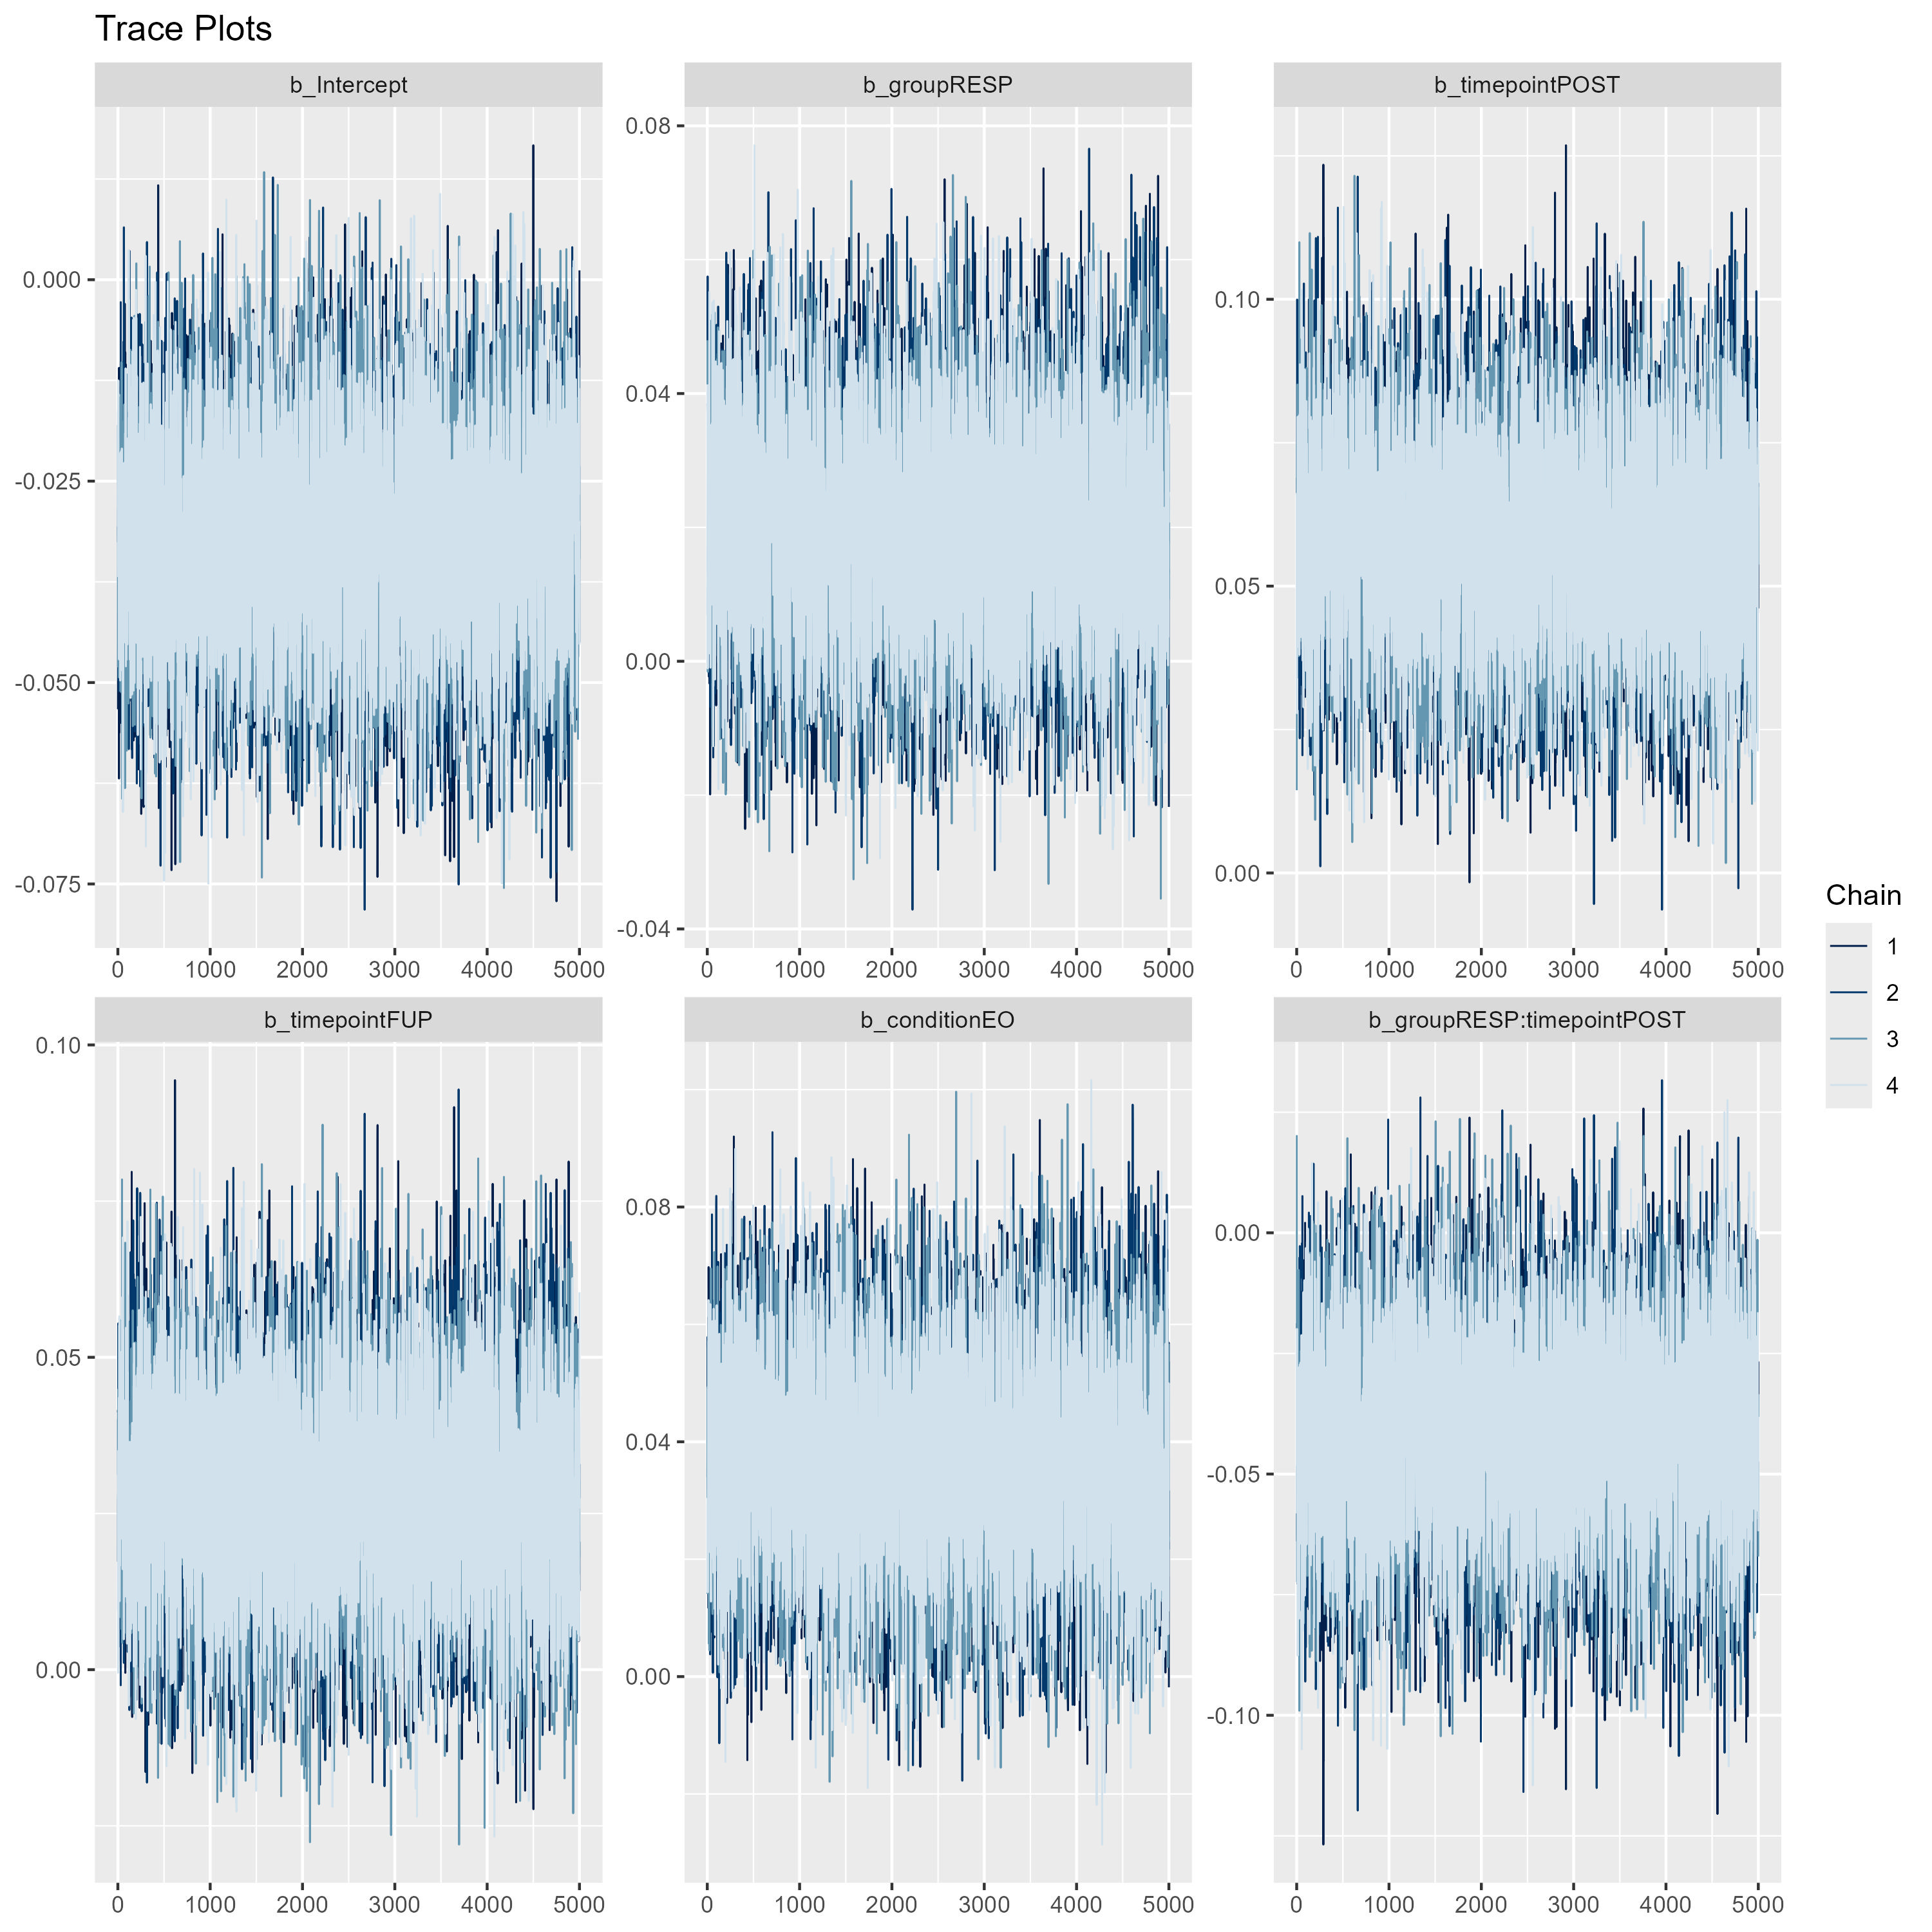 Trace Plots
b_Intercept b_groupRESP b_timepointPOST
0.000
-0.025
-0.050
-0.075
0.08
0.04
0.00
-0.04
0.10
0.05
0.00
0 1000 2000 3000 4000 5000
0 1000 2000 3000 4000 5000
0 1000 2000 3000 4000 5000
b_timepointFUP b_conditionEO b_groupRESP:timepointPOST
0.10
0.05
0.00
0.08
0.04
0.00
0.00
-0.05
-0.10
0 1000 2000 3000 4000 5000
0 1000 2000 3000 4000 5000
0 1000 2000 3000 4000 5000
Chain
1
2
3
4